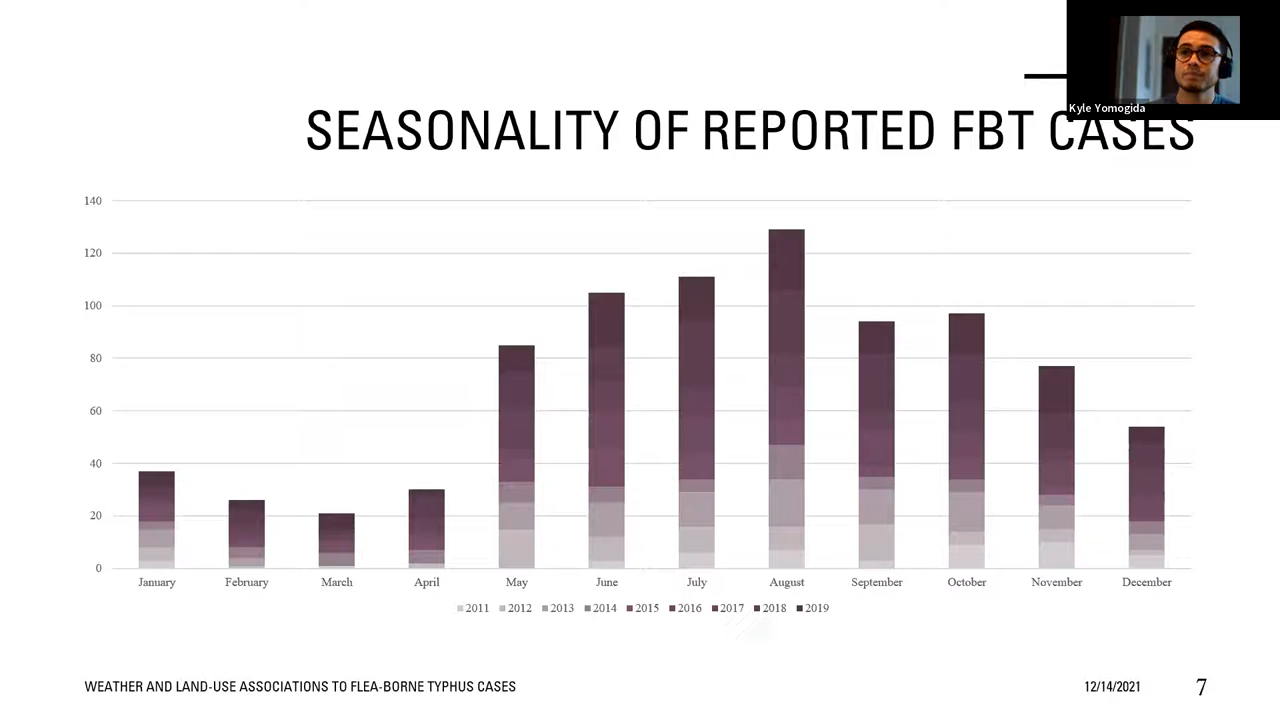 Kyle Yomogida
SEASONALITY OF REPORTED FBT CASES
140
120
100
80
60
40
20
0
January February March April May June July August September October November December
2011 2012 2013 2014 2015 2016 2017 2018 2019
WEATHER AND LAND-USE ASSOCIATIONS TO FLEA-BORNE TYPHUS CASES 12/14/2021 7